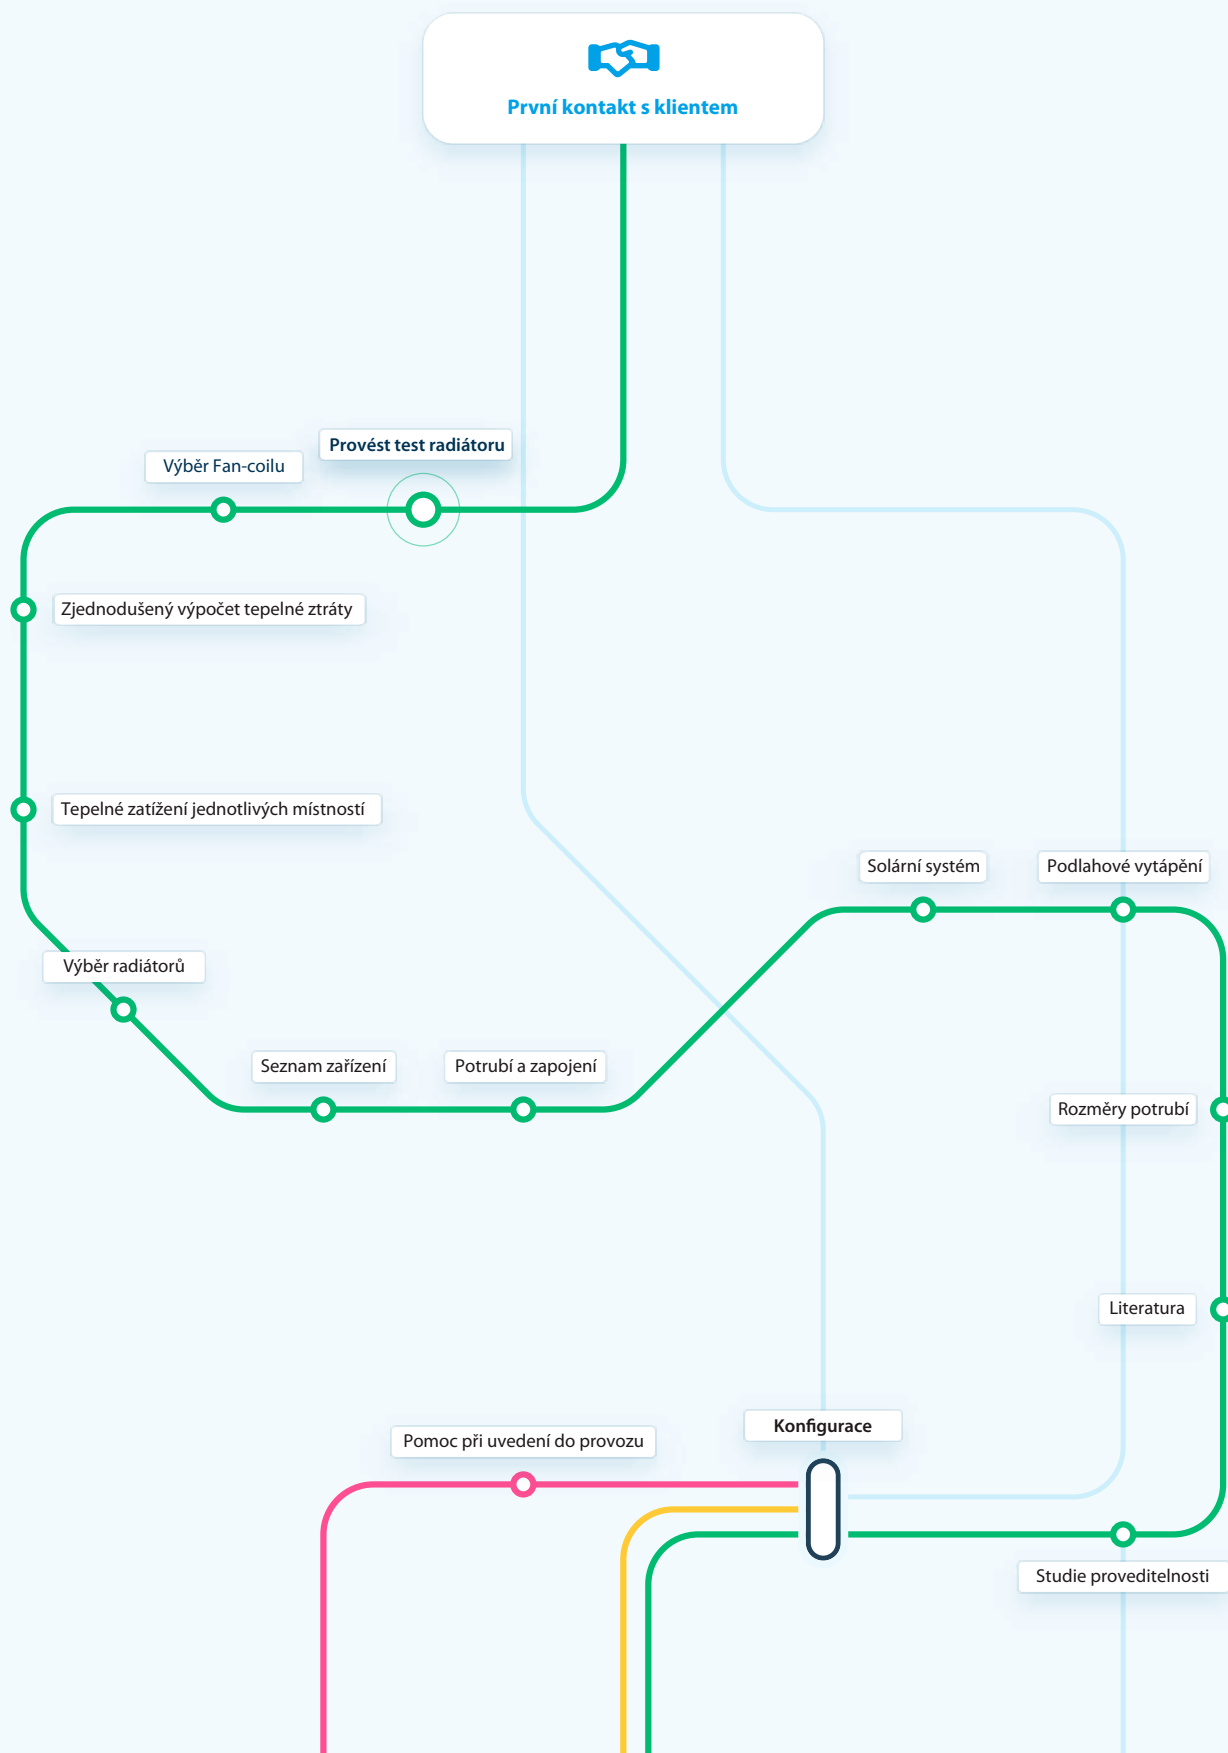 První kontakt s klientem
Provést test radiátoru
Výběr Fan-coilu
Zjednodušený výpočet tepelné ztráty
Tepelné zatížení jednotlivých místností
Solární systém
Podlahové vytápění
Výběr radiátorů
Seznam zařízení
Potrubí a zapojení
Rozměry potrubí
Literatura
Konfigurace
Pomoc při uvedení do provozu
Studie proveditelnosti